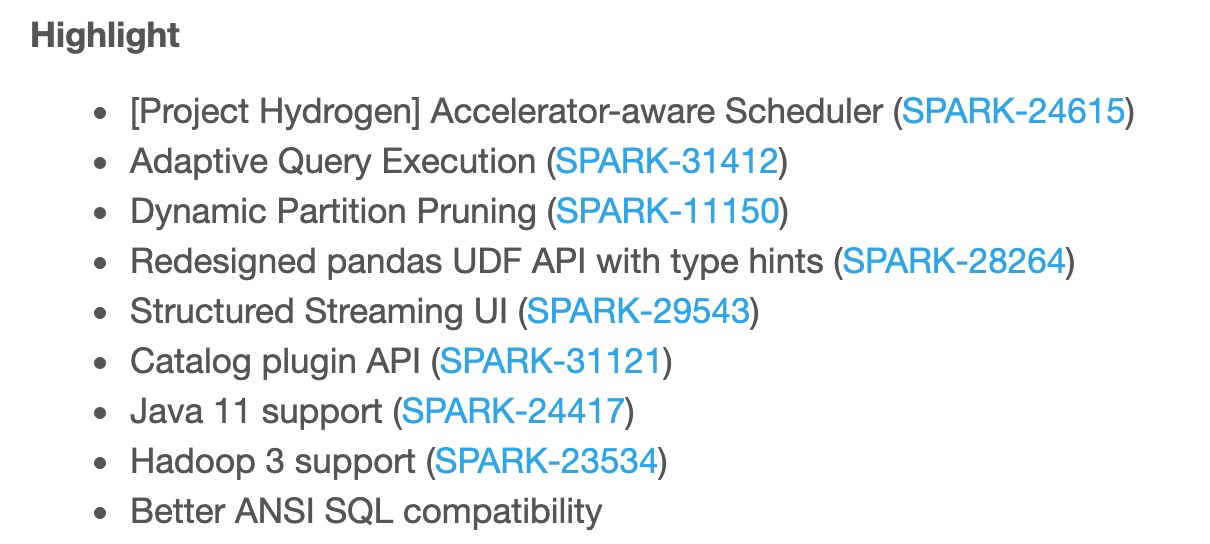 Highlight
• [Project Hydrogen] Accelerator-aware Scheduler (SPARK-24615)
• Adaptive Query Execution (SPARK-31412)
• Dynamic Partition Pruning (SPARK-11150)
• Redesigned pandas UDF API with type hints (SPARK-28264)
• Structured Streaming UI (SPARK-29543)
• Catalog plugin API (SPARK-31121)
• Java 11 support (SPARK-24417)
• Hadoop 3 support (SPARK-23534)
• Better ANSI SQL compatibility